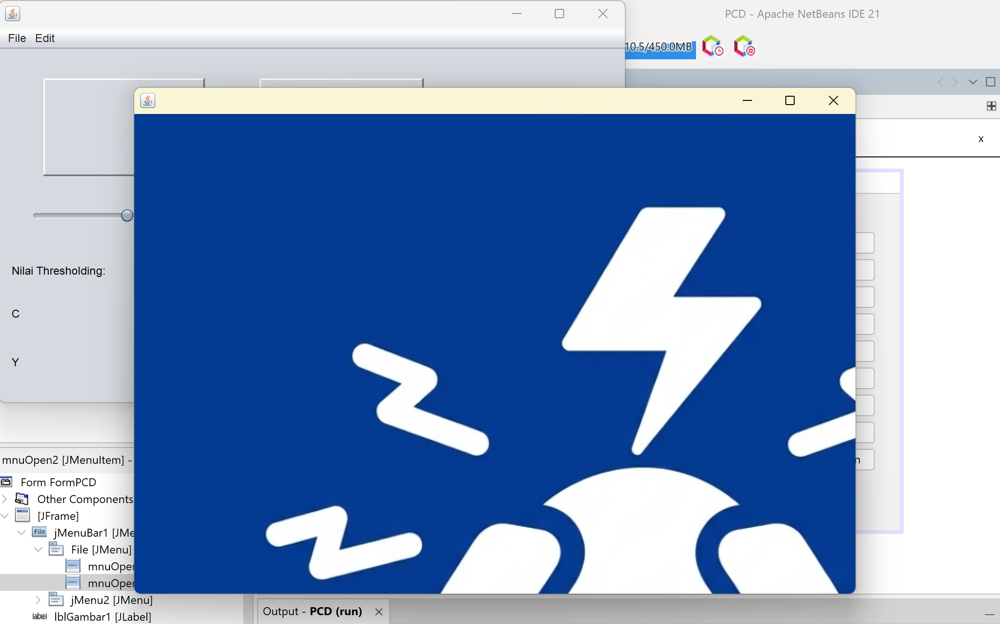 PCD - Apache NetBeans IDE 21
File Edit
10.5/450.0MB
x
Nilai Thresholding:
C
Y
n
mnuOpen2 [JMenuItem] -
Form FormPCD
Other Components
[JFrame]
File jMenuBar1 [JMe
File [JMenu]
mnuOpe
mnuOpe
jMenu2 [JMenu]
label lblGambar1 [JLabel]
Output - PCD (run)